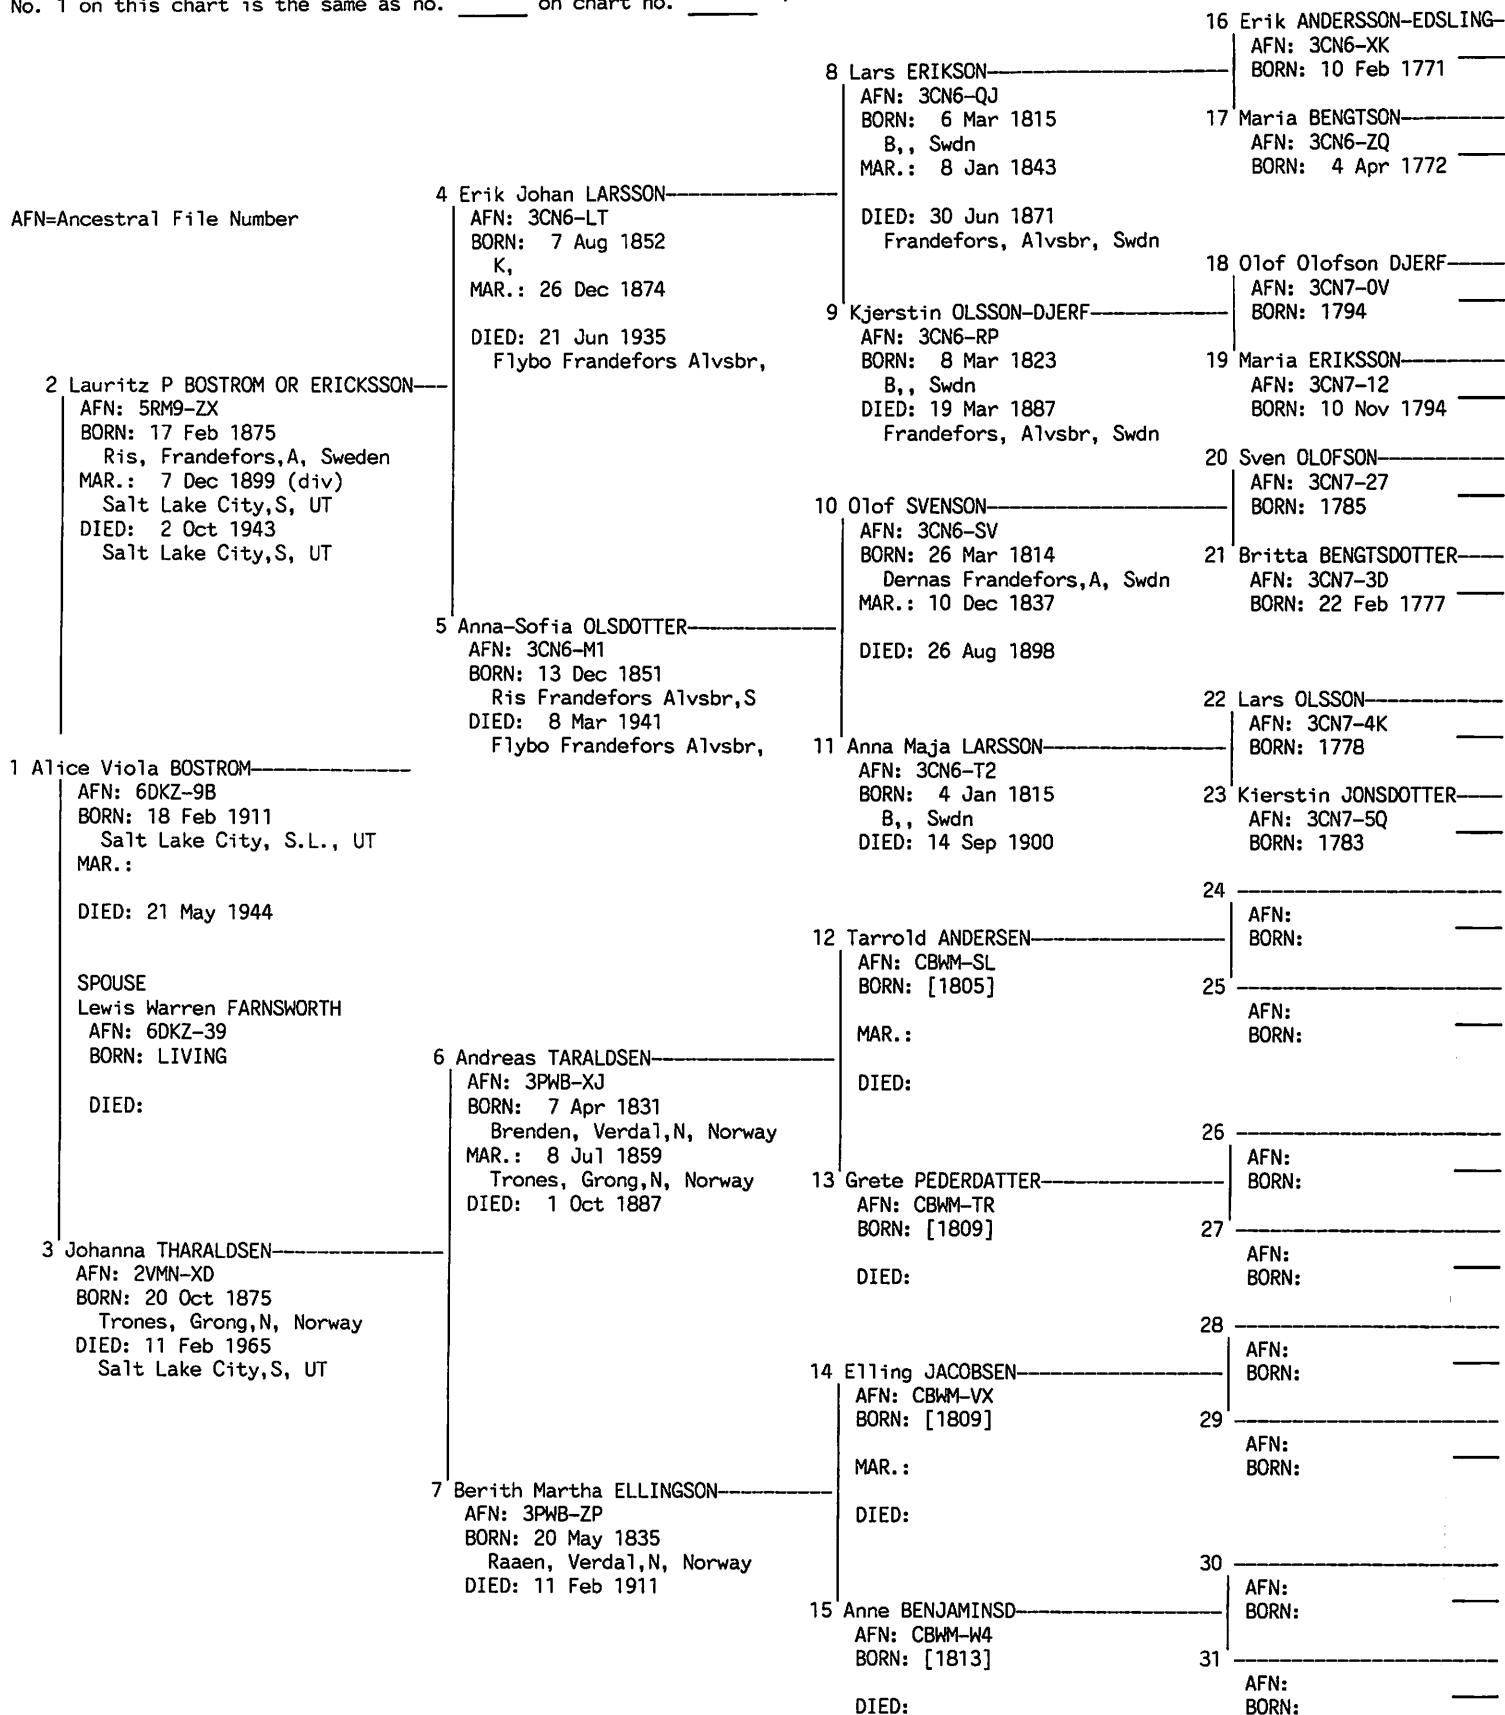 No. 1 on this chart is the same as no. ______ on chart no. ______
AFN=Ancestral File Number
1 Alice Viola BOSTROM
AFN: 6DKZ-9B
BORN: 18 Feb 1911
Salt Lake City, S.L., UT
MAR.:
DIED: 21 May 1944
SPOUSE
Lewis Warren FARNSWORTH
AFN: 6DKZ-39
BORN: LIVING
DIED:
2 Lauritz P BOSTROM OR ERICKSSON
AFN: 5RM9-ZX
BORN: 17 Feb 1875
Ris, Frandefors,A, Sweden
MAR.: 7 Dec 1899 (div)
Salt Lake City,S, UT
DIED: 2 Oct 1943
Salt Lake City,S, UT
3 Johanna THARALDSEN
AFN: 2VMN-XD
BORN: 20 Oct 1875
Trones, Grong,N, Norway
DIED: 11 Feb 1965
Salt Lake City,S, UT
4 Erik Johan LARSSON
AFN: 3CN6-LT
BORN: 7 Aug 1852
K,
MAR.: 26 Dec 1874
DIED: 21 Jun 1935
Flybo Frandefors Alvsbr,
5 Anna-Sofia OLSDOTTER
AFN: 3CN6-M1
BORN: 13 Dec 1851
Ris Frandefors Alvsbr,S
DIED: 8 Mar 1941
Flybo Frandefors Alvsbr,
6 Andreas TARALDSEN
AFN: 3PWB-XJ
BORN: 7 Apr 1831
Brenden, Verdal,N, Norway
MAR.: 8 Jul 1859
Trones, Grong,N, Norway
DIED: 1 Oct 1887
7 Berith Martha ELLINGSON
AFN: 3PWB-ZP
BORN: 20 May 1835
Raaen, Verdal,N, Norway
DIED: 11 Feb 1911
8 Lars ERIKSON
AFN: 3CN6-QJ
BORN: 6 Mar 1815
B,, Swdn
MAR.: 8 Jan 1843
DIED: 30 Jun 1871
Frandefors, Alvsbr, Swdn
9 Kjerstin OLSSON-DJERF
AFN: 3CN6-RP
BORN: 8 Mar 1823
B,, Swdn
DIED: 19 Mar 1887
Frandefors, Alvsbr, Swdn
10 Olof SVENSON
AFN: 3CN6-SV
BORN: 26 Mar 1814
Dernas Frandefors,A, Swdn
MAR.: 10 Dec 1837
DIED: 26 Aug 1898
11 Anna Maja LARSSON
AFN: 3CN6-T2
BORN: 4 Jan 1815
B,, Swdn
DIED: 14 Sep 1900
12 Tarrold ANDERSEN
AFN: CBWM-SL
BORN: [1805]
MAR.:
DIED:
13 Grete PEDERDATTER
AFN: CBWM-TR
BORN: [1809]
DIED:
14 Elling JACOBSEN
AFN: CBWM-VX
BORN: [1809]
MAR.:
DIED:
15 Anne BENJAMINSD
AFN: CBWM-W4
BORN: [1813]
DIED:
16 Erik ANDERSSON-EDSLING-
AFN: 3CN6-XK
BORN: 10 Feb 1771
17 Maria BENGTSON
AFN: 3CN6-ZQ
BORN: 4 Apr 1772
18 Olof Olofson DJERF
AFN: 3CN7-0V
BORN: 1794
19 Maria ERIKSSON
AFN: 3CN7-12
BORN: 10 Nov 1794
20 Sven OLOFSON
AFN: 3CN7-27
BORN: 1785
21 Britta BENGTSDOTTER
AFN: 3CN7-3D
BORN: 22 Feb 1777
22 Lars OLSSON
AFN: 3CN7-4K
BORN: 1778
23 Kierstin JONSDOTTER
AFN: 3CN7-5Q
BORN: 1783
24
AFN:
BORN:
25
AFN:
BORN:
26
AFN:
BORN:
27
AFN:
BORN:
28
AFN:
BORN:
29
AFN:
BORN:
30
AFN:
BORN:
31
AFN:
BORN: